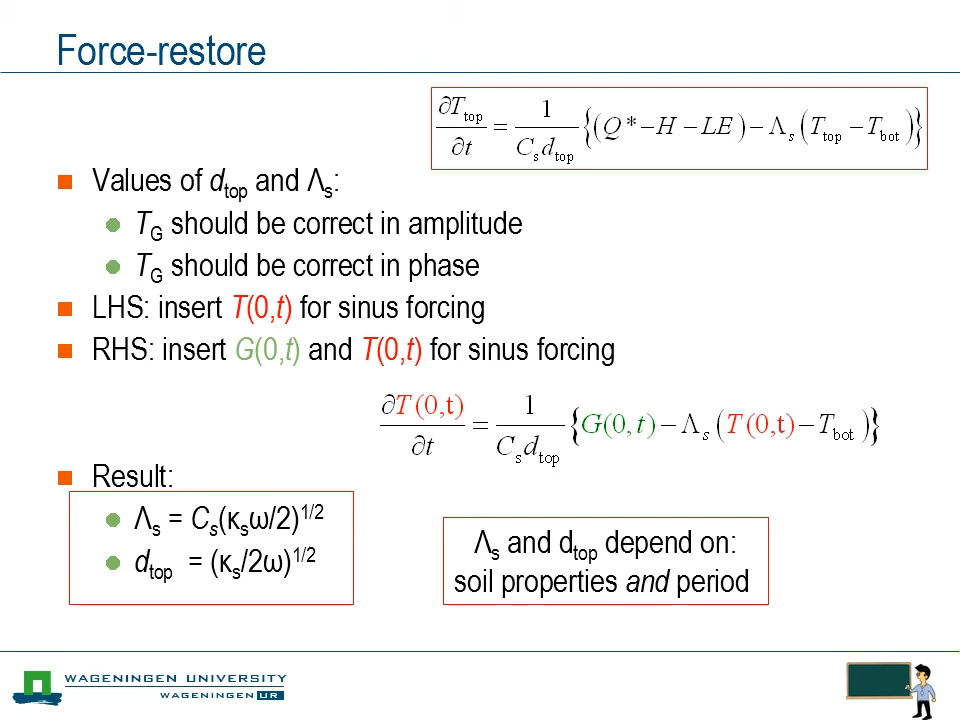 Force-restore
∂T_top/∂t = 1/(C_s d_top) {(Q* − H − LE) − Λ_s (T_top − T_bot)}
Values of d_top and Λ_s:
T_G should be correct in amplitude
T_G should be correct in phase
LHS: insert T(0,t) for sinus forcing
RHS: insert G(0,t) and T(0,t) for sinus forcing
∂T(0,t)/∂t = 1/(C_s d_top) {G(0,t) − Λ_s (T(0,t) − T_bot)}
Result:
Λ_s = C_s(κ_sω/2)^1/2
d_top = (κ_s/2ω)^1/2
Λ_s and d_top depend on:
soil properties and period
WAGENINGEN UNIVERSITY
WAGENINGEN UR